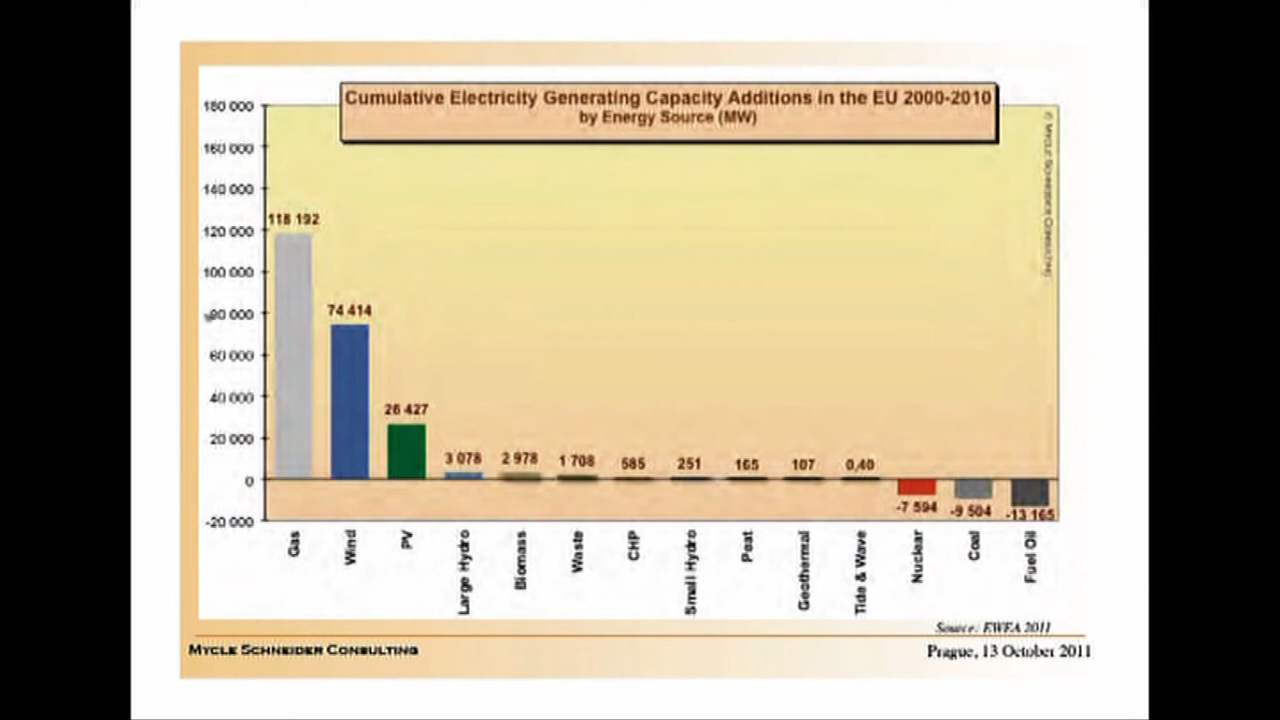 Cumulative Electricity Generating Capacity Additions in the EU 2000-2010
by Energy Source (MW)
© MYCLE SCHNEIDER CONSULTING
180 000
160 000
140 000
120 000
100 000
80 000
60 000
40 000
20 000
0
-20 000
118 192
74 414
26 427
3 078
2 978
1 708
585
251
165
107
0,40
-7 594
-9 504
-13 165
Gas
Wind
PV
Large Hydro
Biomass
Waste
CHP
Small Hydro
Peat
Geothermal
Tide & Wave
Nuclear
Coal
Fuel Oil
Source: EWEA 2011
MYCLE SCHNEIDER CONSULTING
Prague, 13 October 2011